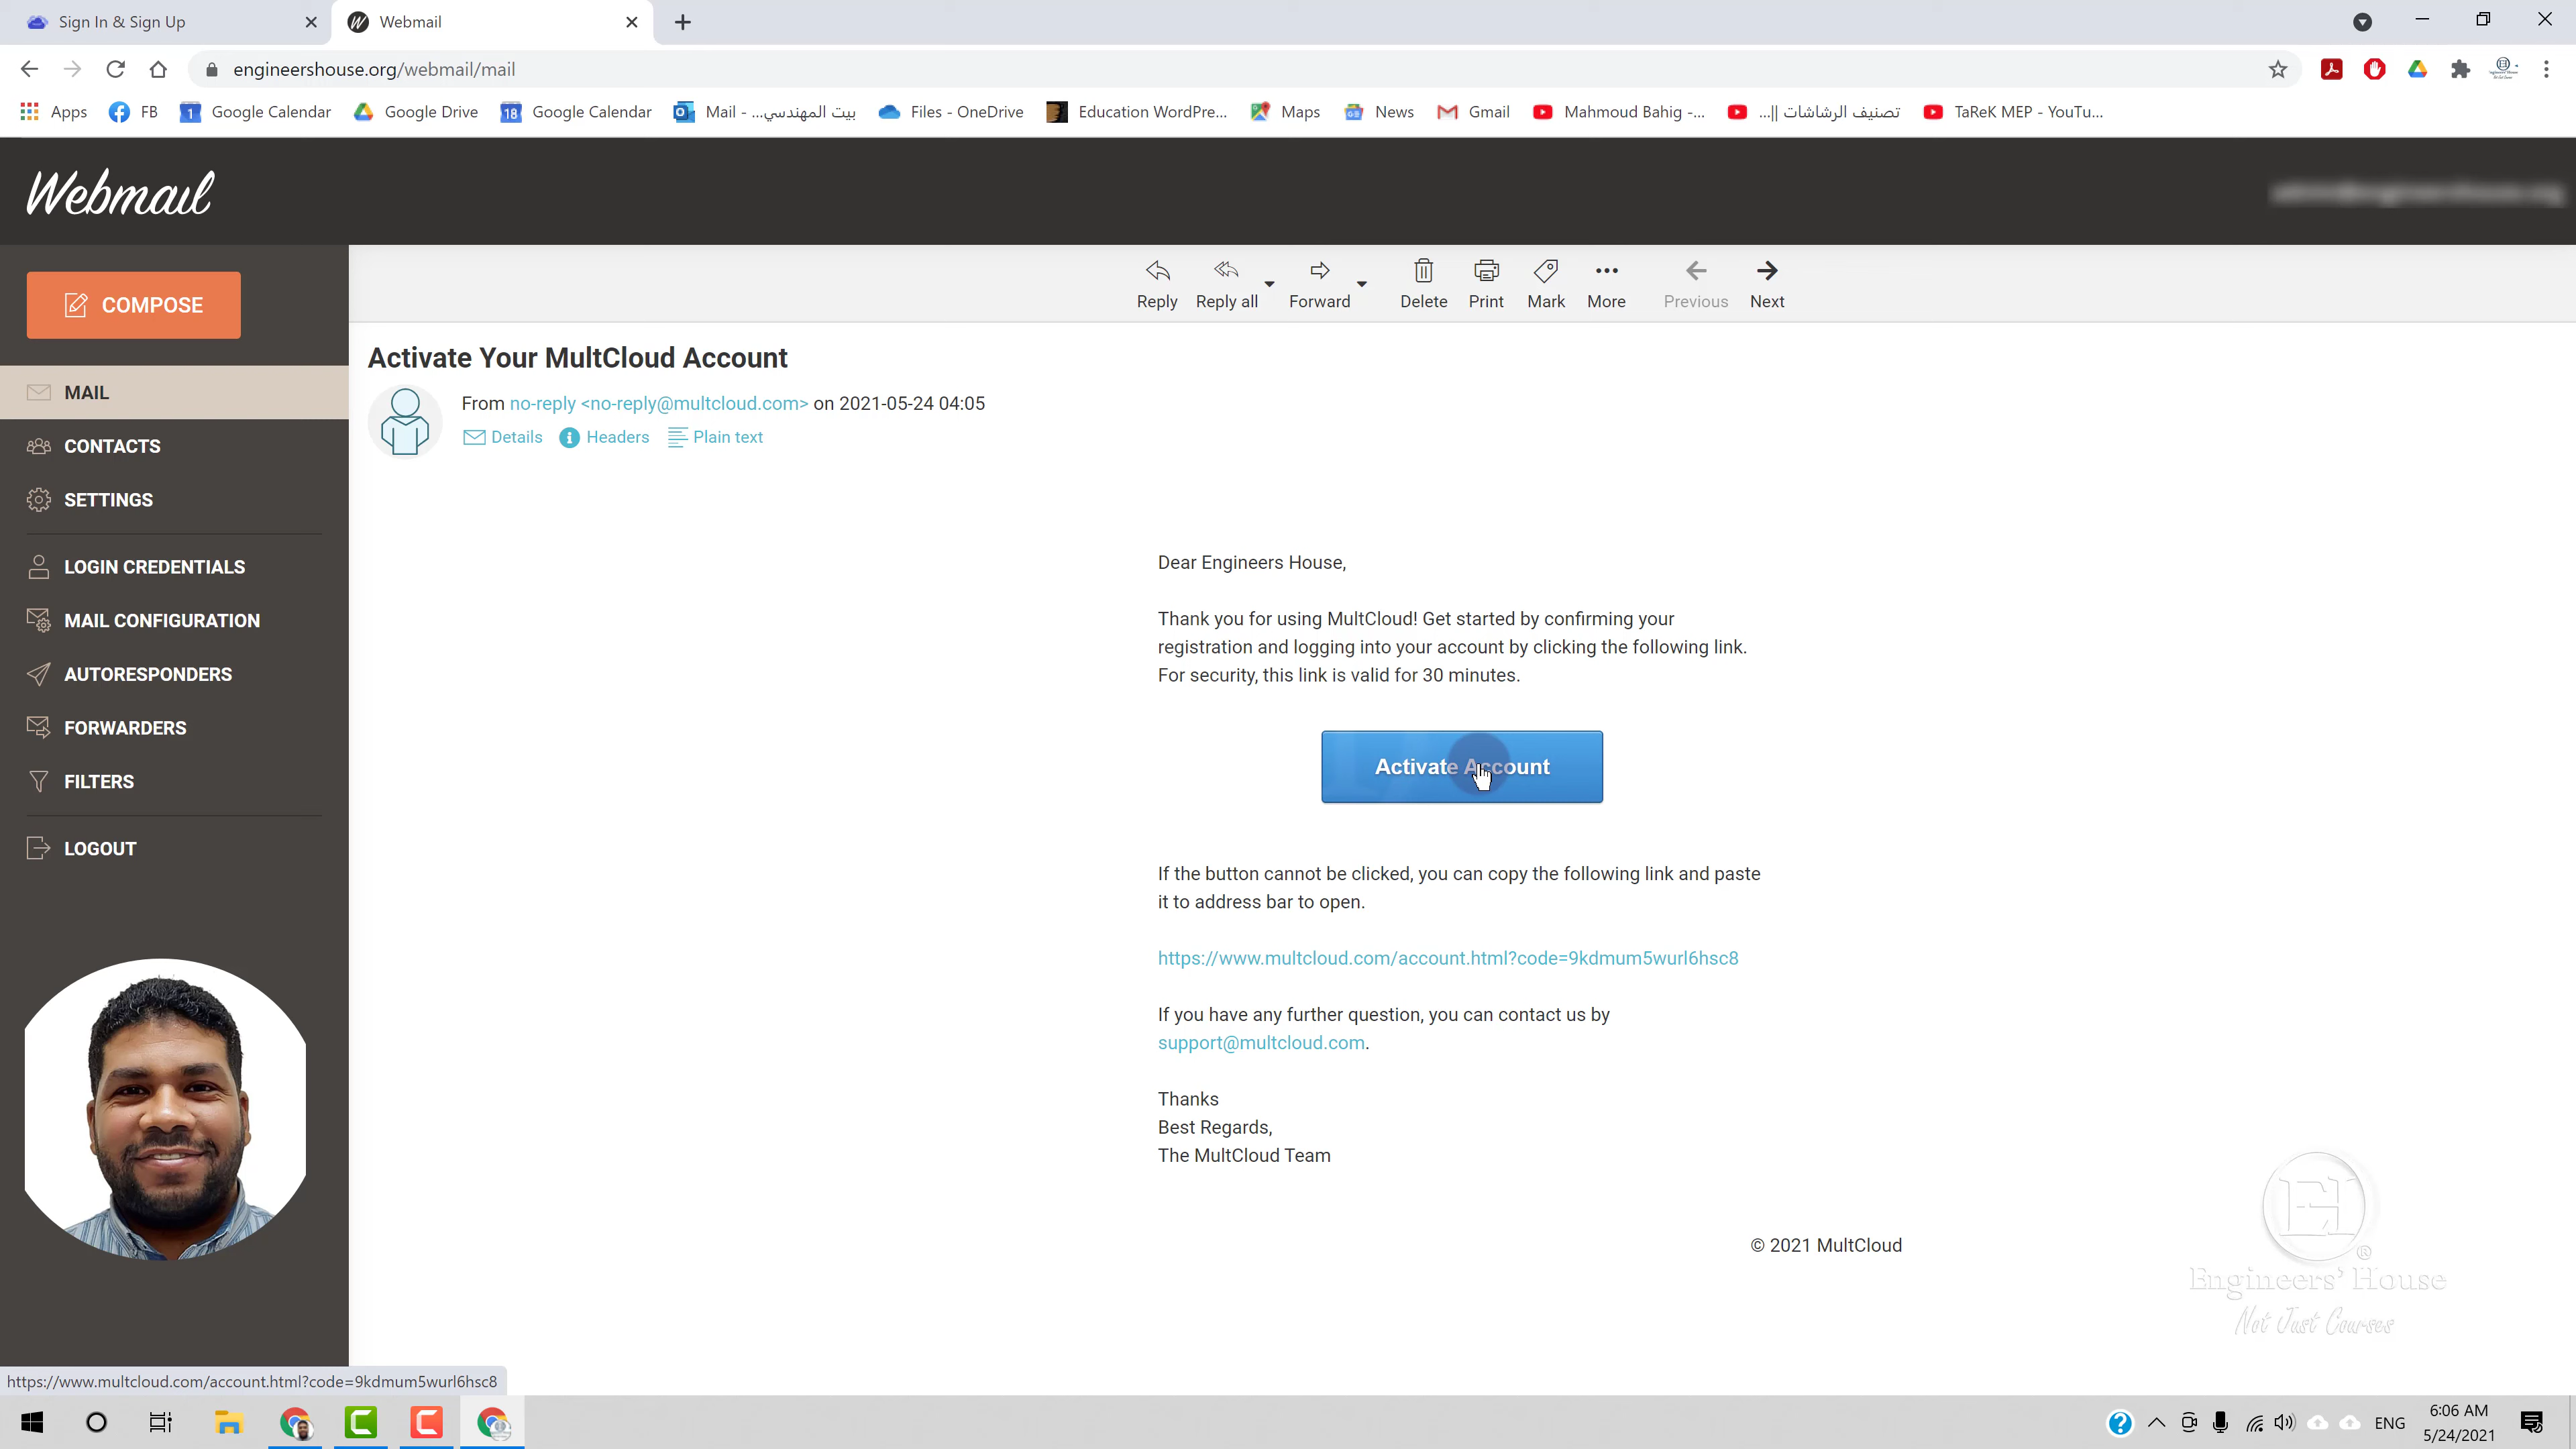 Sign In & Sign Up
Webmail
engineershouse.org/webmail/mail
Apps
FB
Google Calendar
Google Drive
18
Google Calendar
Mail - بيت المهندسي...
Files - OneDrive
Education WordPre...
Maps
News
Gmail
Mahmoud Bahig -...
تصنيف الرشاشات ||...
TaReK MEP - YouTu...
Webmail
COMPOSE
Reply
Reply all
Forward
Delete
Print
Mark
More
Previous
Next
MAIL
CONTACTS
SETTINGS
LOGIN CREDENTIALS
MAIL CONFIGURATION
AUTORESPONDERS
FORWARDERS
FILTERS
LOGOUT
Activate Your MultCloud Account
From no-reply <no-reply@multcloud.com> on 2021-05-24 04:05
Details
Headers
Plain text
Dear Engineers House,
Thank you for using MultCloud! Get started by confirming your
registration and logging into your account by clicking the following link.
For security, this link is valid for 30 minutes.
Activate Account
If the button cannot be clicked, you can copy the following link and paste
it to address bar to open.
https://www.multcloud.com/account.html?code=9kdmum5wurl6hsc8
If you have any further question, you can contact us by
support@multcloud.com.
Thanks
Best Regards,
The MultCloud Team
© 2021 MultCloud
EH
®
Engineers' House
Not Just Courses
https://www.multcloud.com/account.html?code=9kdmum5wurl6hsc8
ENG
6:06 AM
5/24/2021